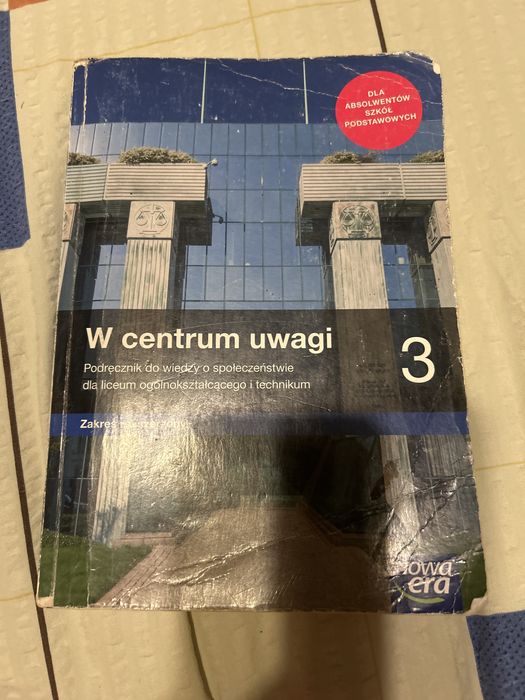 DLA
ABSOLWENTÓW
SZKÓŁ
PODSTAWOWYCH
W centrum uwagi
3
Podręcznik do wiedzy o społeczeństwie
dla liceum ogólnokształcącego i technikum
Zakres
nowa
era